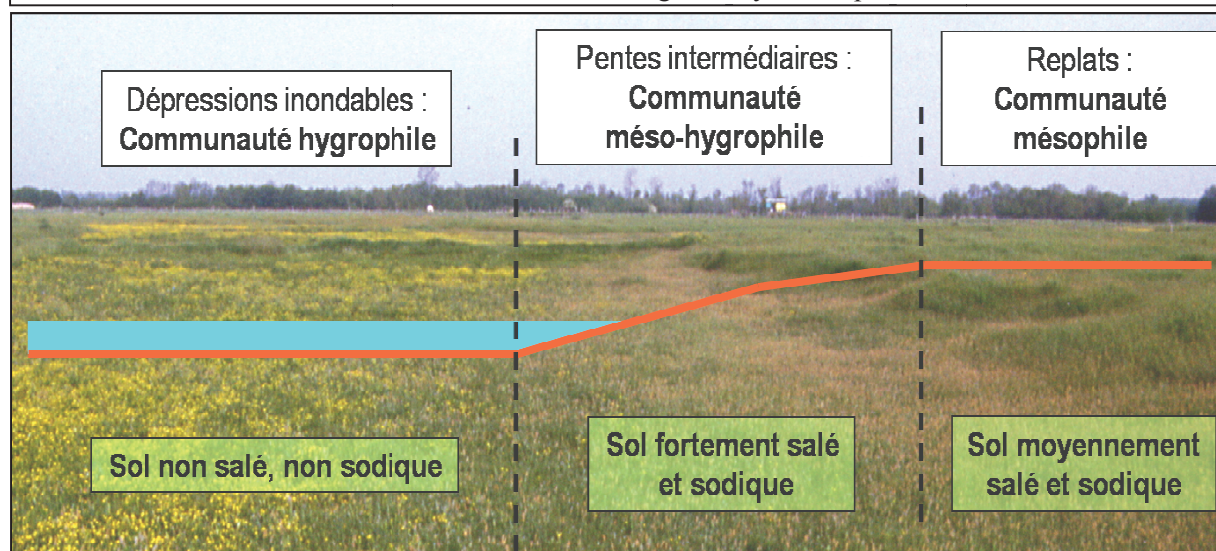 Dépressions inondables :
Communauté hygrophile
Pentes intermédiaires :
Communauté
méso-hygrophile
Replats :
Communauté
mésophile
Sol non salé, non sodique
Sol fortement salé
et sodique
Sol moyennement
salé et sodique